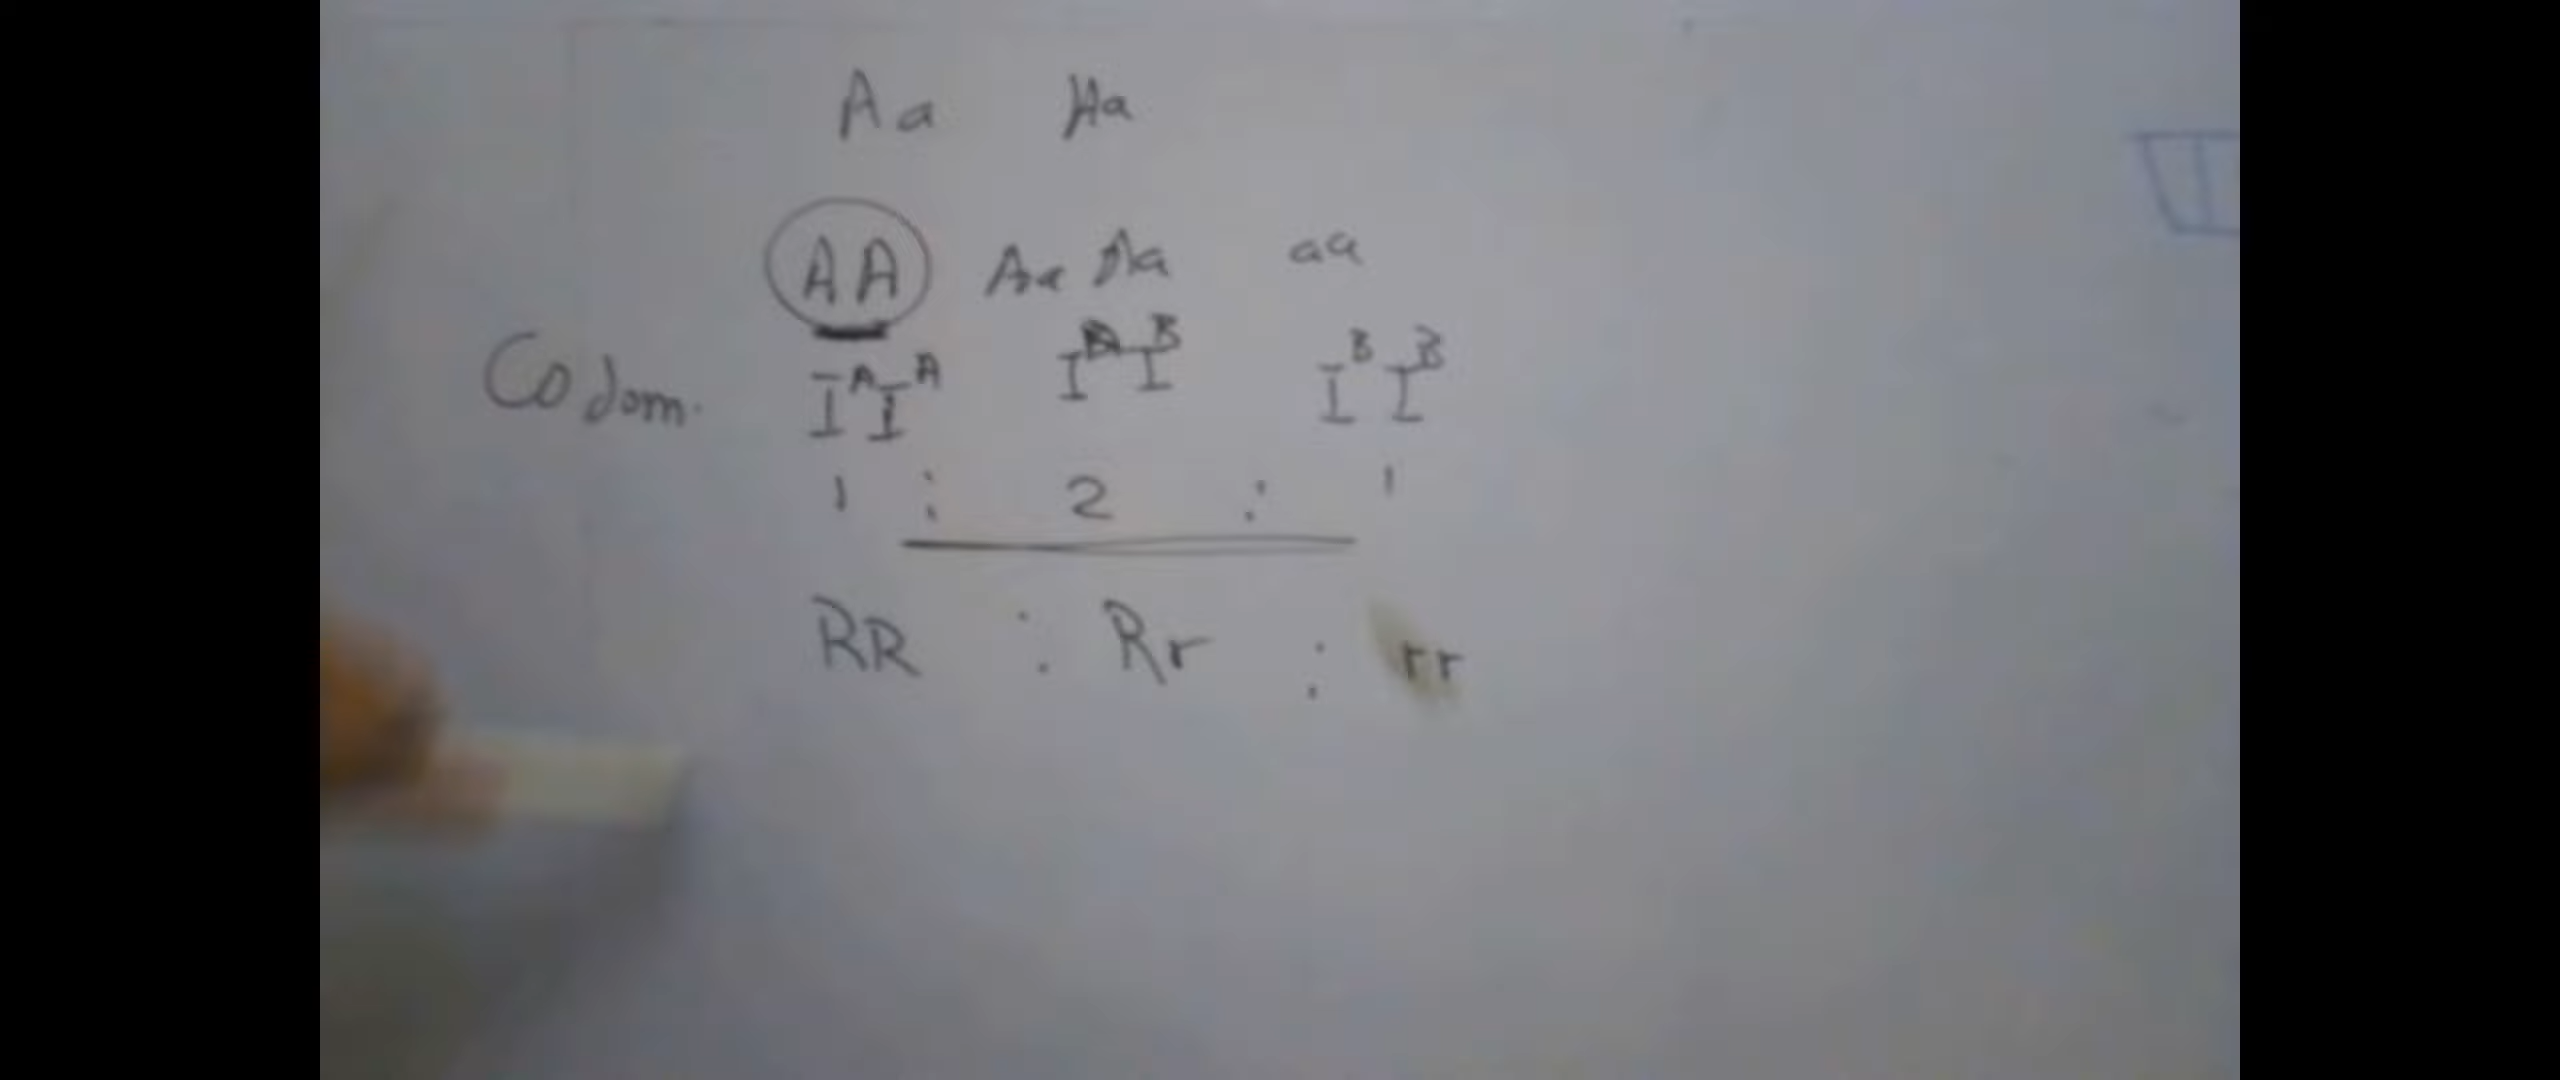 Aa Aa
AA Aa Aa aa
Codom. IᴬIᴬ IᴬIᴮ IᴮIᴮ
1 : 2 : 1
RR : Rr : rr